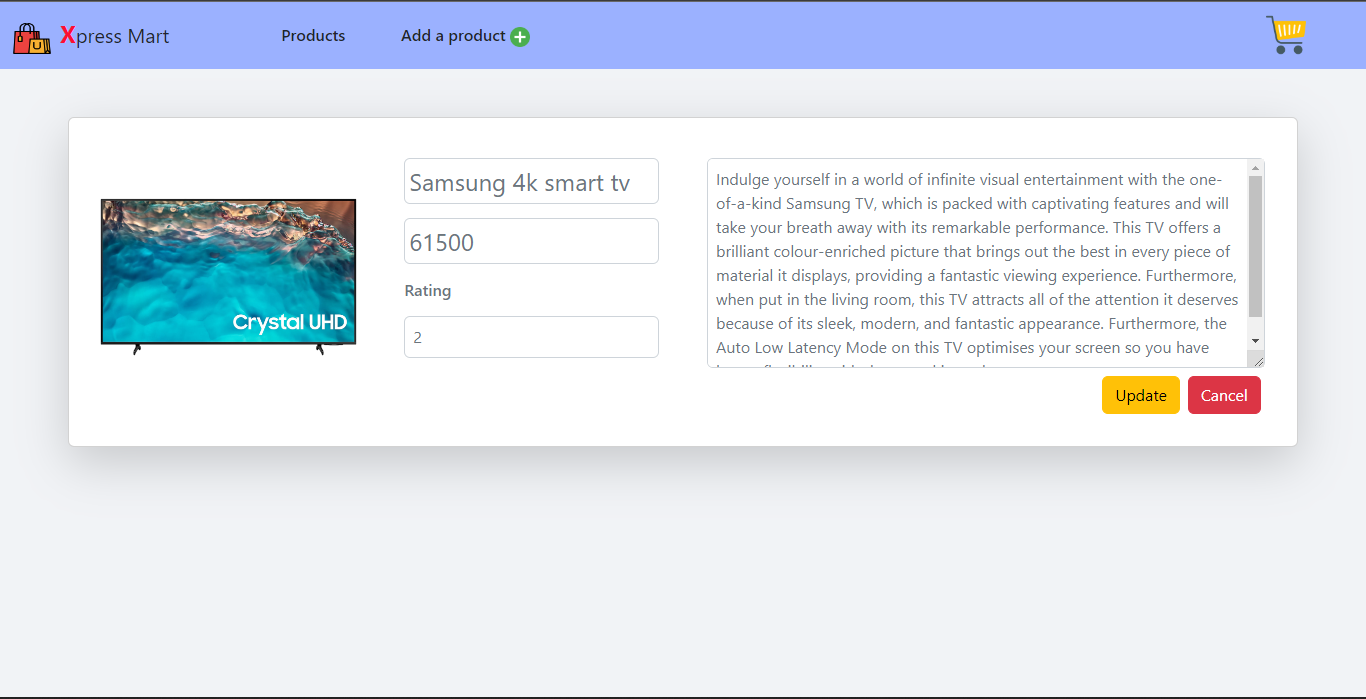 Xpress Mart
Products
Add a product
Samsung 4k smart tv
61500
Rating
2
Crystal UHD
Indulge yourself in a world of infinite visual entertainment with the one-
of-a-kind Samsung TV, which is packed with captivating features and will
take your breath away with its remarkable performance. This TV offers a
brilliant colour-enriched picture that brings out the best in every piece of
material it displays, providing a fantastic viewing experience. Furthermore,
when put in the living room, this TV attracts all of the attention it deserves
because of its sleek, modern, and fantastic appearance. Furthermore, the
Auto Low Latency Mode on this TV optimises your screen so you have
Update
Cancel